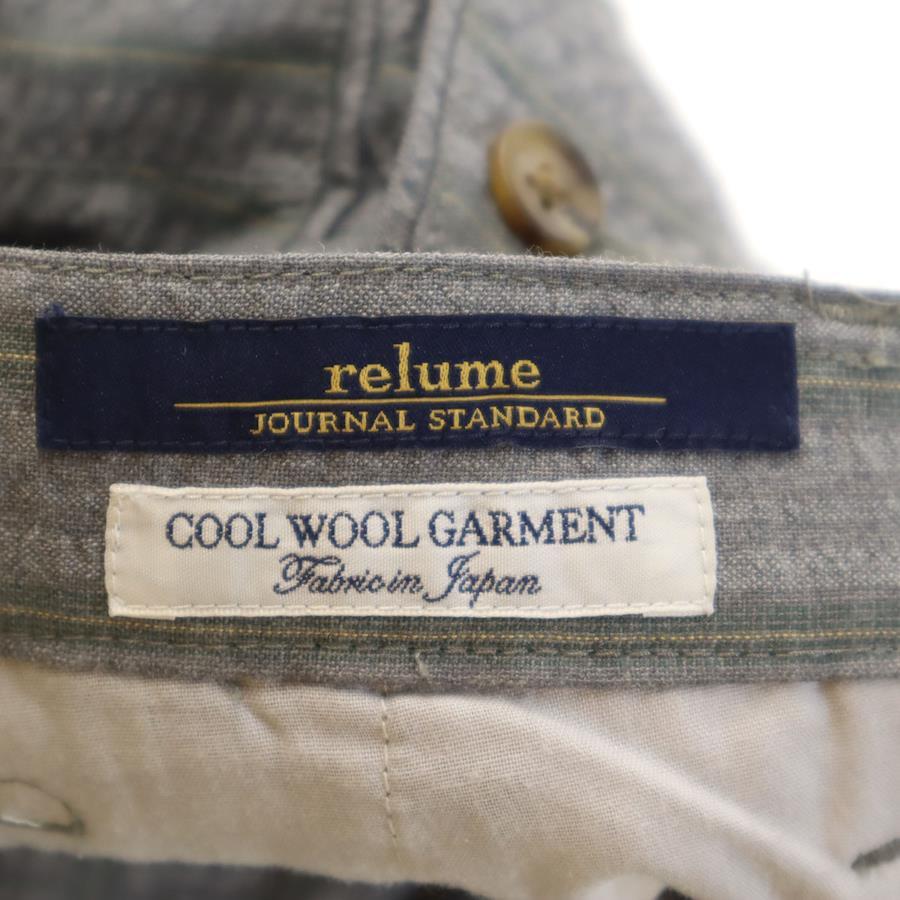 relume
JOURNAL STANDARD
COOL WOOL GARMENT
Fabric in Japan